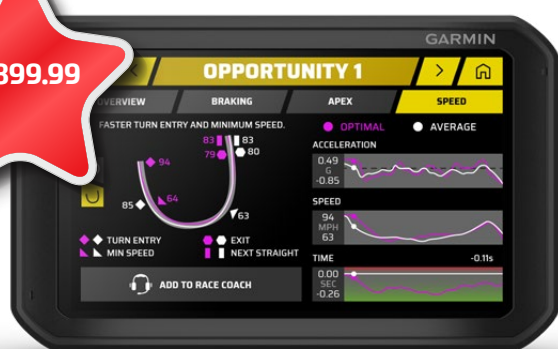 GARMIN
899.99
OPPORTUNITY 1
BRAKING
APEX
SPEED
FASTER TURN ENTRY AND MINIMUM SPEED.
OPTIMAL
AVERAGE
ACCELERATION
0.49
G
-0.85
83 83
79 80
94
64
85
63
SPEED
94
MPH
63
TURN ENTRY
EXIT
MIN SPEED
NEXT STRAIGHT
TIME
-0.11s
0.00
SEC
-0.26
ADD TO RACE COACH